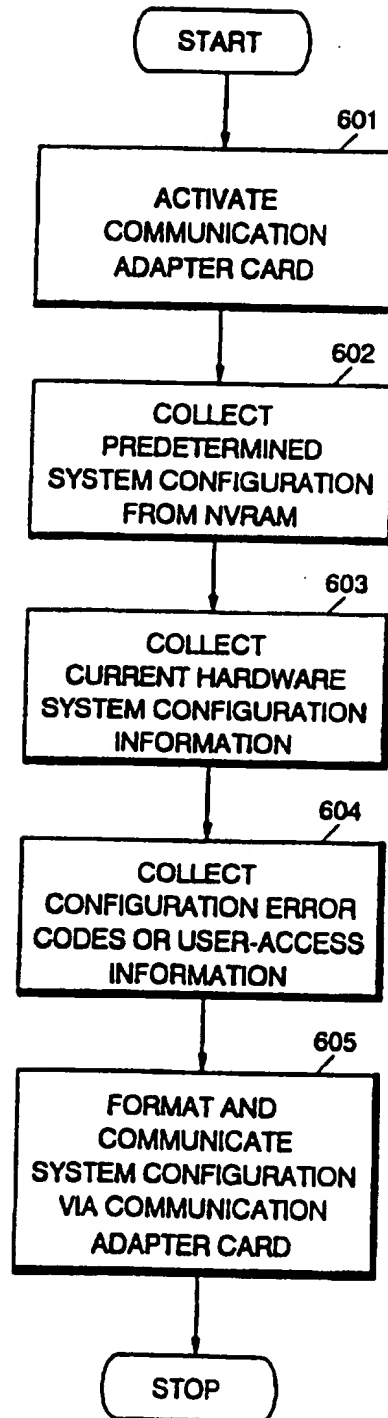 START
601
ACTIVATE
COMMUNICATION
ADAPTER CARD
602
COLLECT
PREDETERMINED
SYSTEM CONFIGURATION
FROM NVRAM
603
COLLECT
CURRENT HARDWARE
SYSTEM CONFIGURATION
INFORMATION
604
COLLECT
CONFIGURATION ERROR
CODES OR USER-ACCESS
INFORMATION
605
FORMAT AND
COMMUNICATE
SYSTEM CONFIGURATION
VIA COMMUNICATION
ADAPTER CARD
STOP